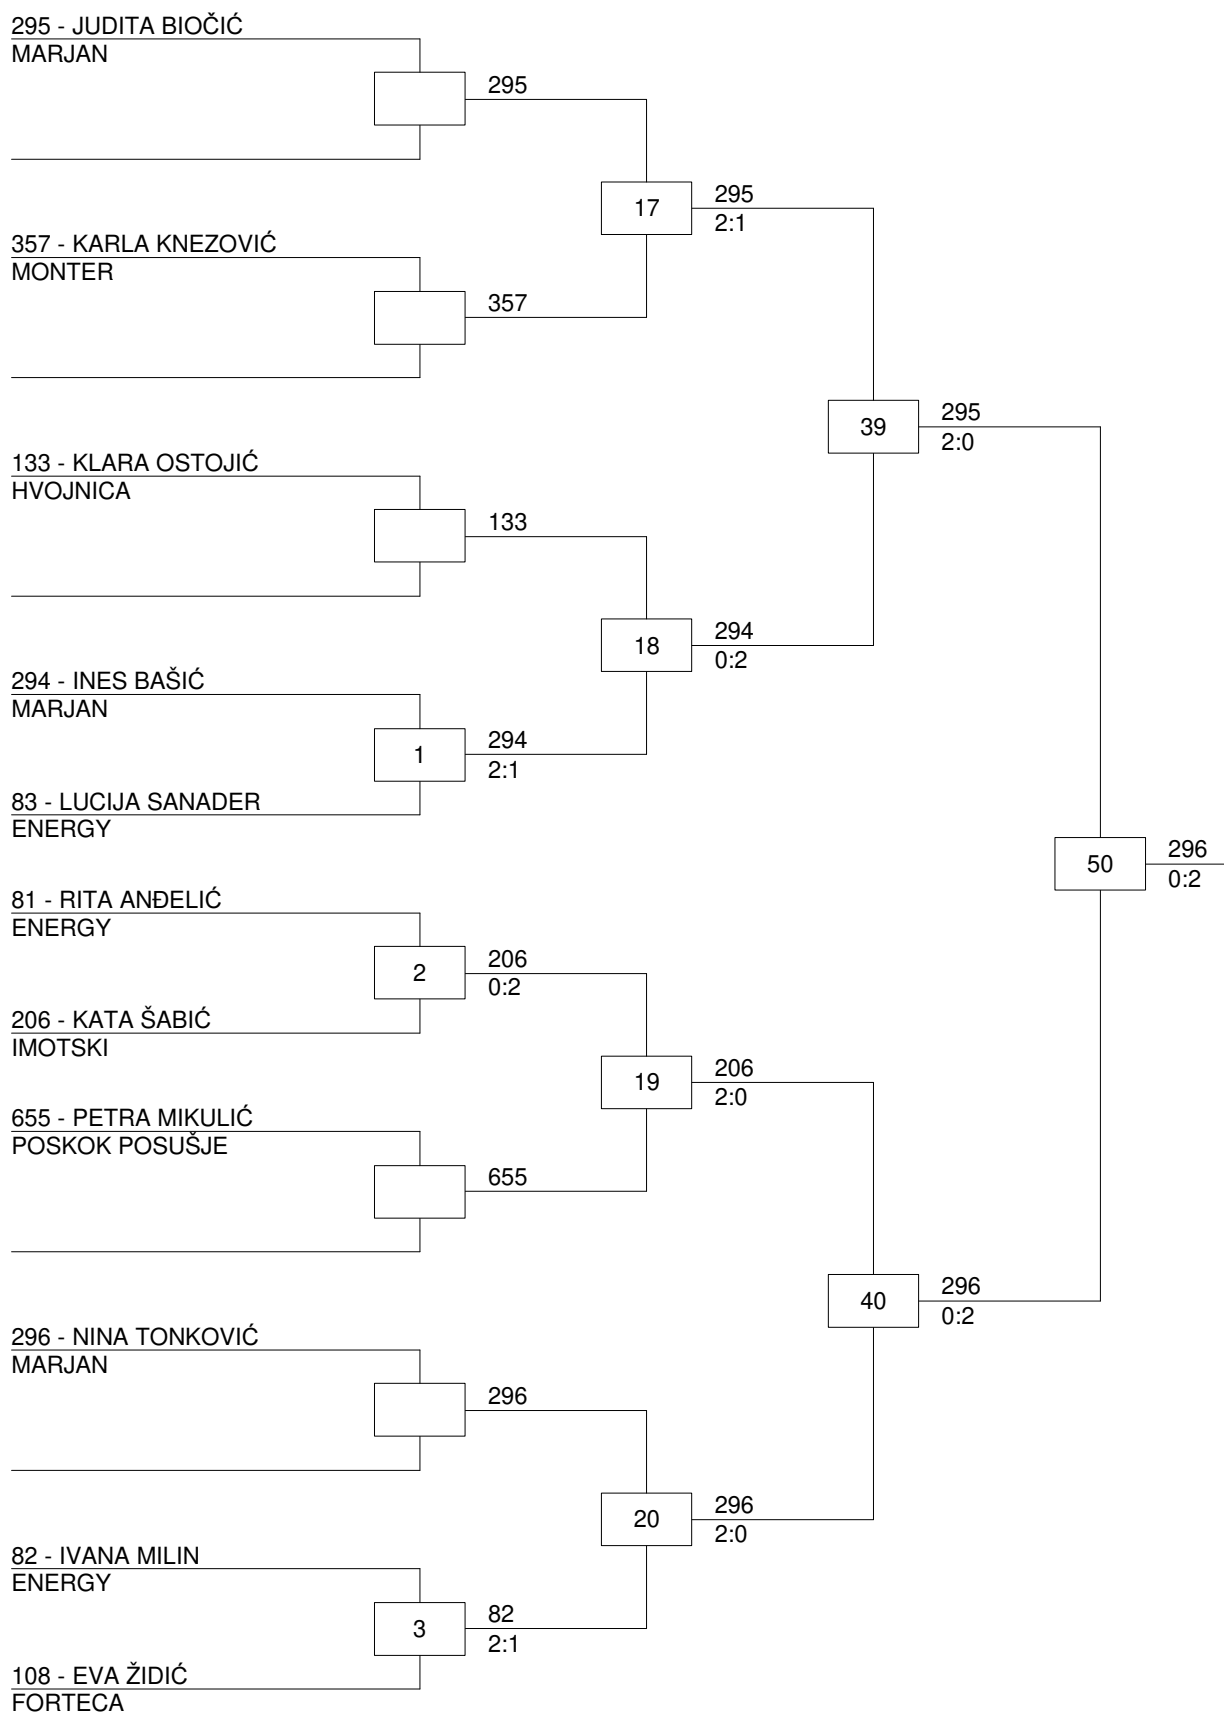 295 - JUDITA BIOČIĆ
MARJAN
295
17
295
2:1
357 - KARLA KNEZOVIĆ
MONTER
357
39
295
2:0
133 - KLARA OSTOJIĆ
HVOJNICA
133
18
294
0:2
294 - INES BAŠIĆ
MARJAN
1
294
2:1
83 - LUCIJA SANADER
ENERGY
50
296
0:2
81 - RITA ANĐELIĆ
ENERGY
2
206
0:2
206 - KATA ŠABIĆ
IMOTSKI
19
206
2:0
655 - PETRA MIKULIĆ
POSKOK POSUŠJE
655
40
296
0:2
296 - NINA TONKOVIĆ
MARJAN
296
20
296
2:0
82 - IVANA MILIN
ENERGY
3
82
2:1
108 - EVA ŽIDIĆ
FORTECA